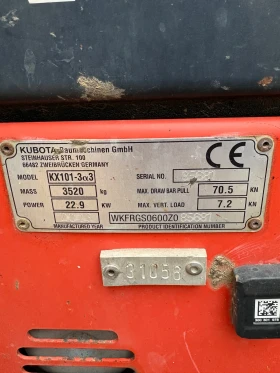 KUBOTA Baumaschinen GmbH
STEINHAUSER STR. 100
66482 ZWEIBRÜCKEN GERMANY
CE
MODEL KX101-3α3 SERIAL NO.
MASS 3520 kg MAX. DRAW BAR PULL 70.5 KN
POWER 22.9 KW MAX. VERT. LOAD 7.2 KN
WKFRGS0600Z0
MANUFACTURED YEAR PRODUCT IDENTIFICATION NUMBER
31058